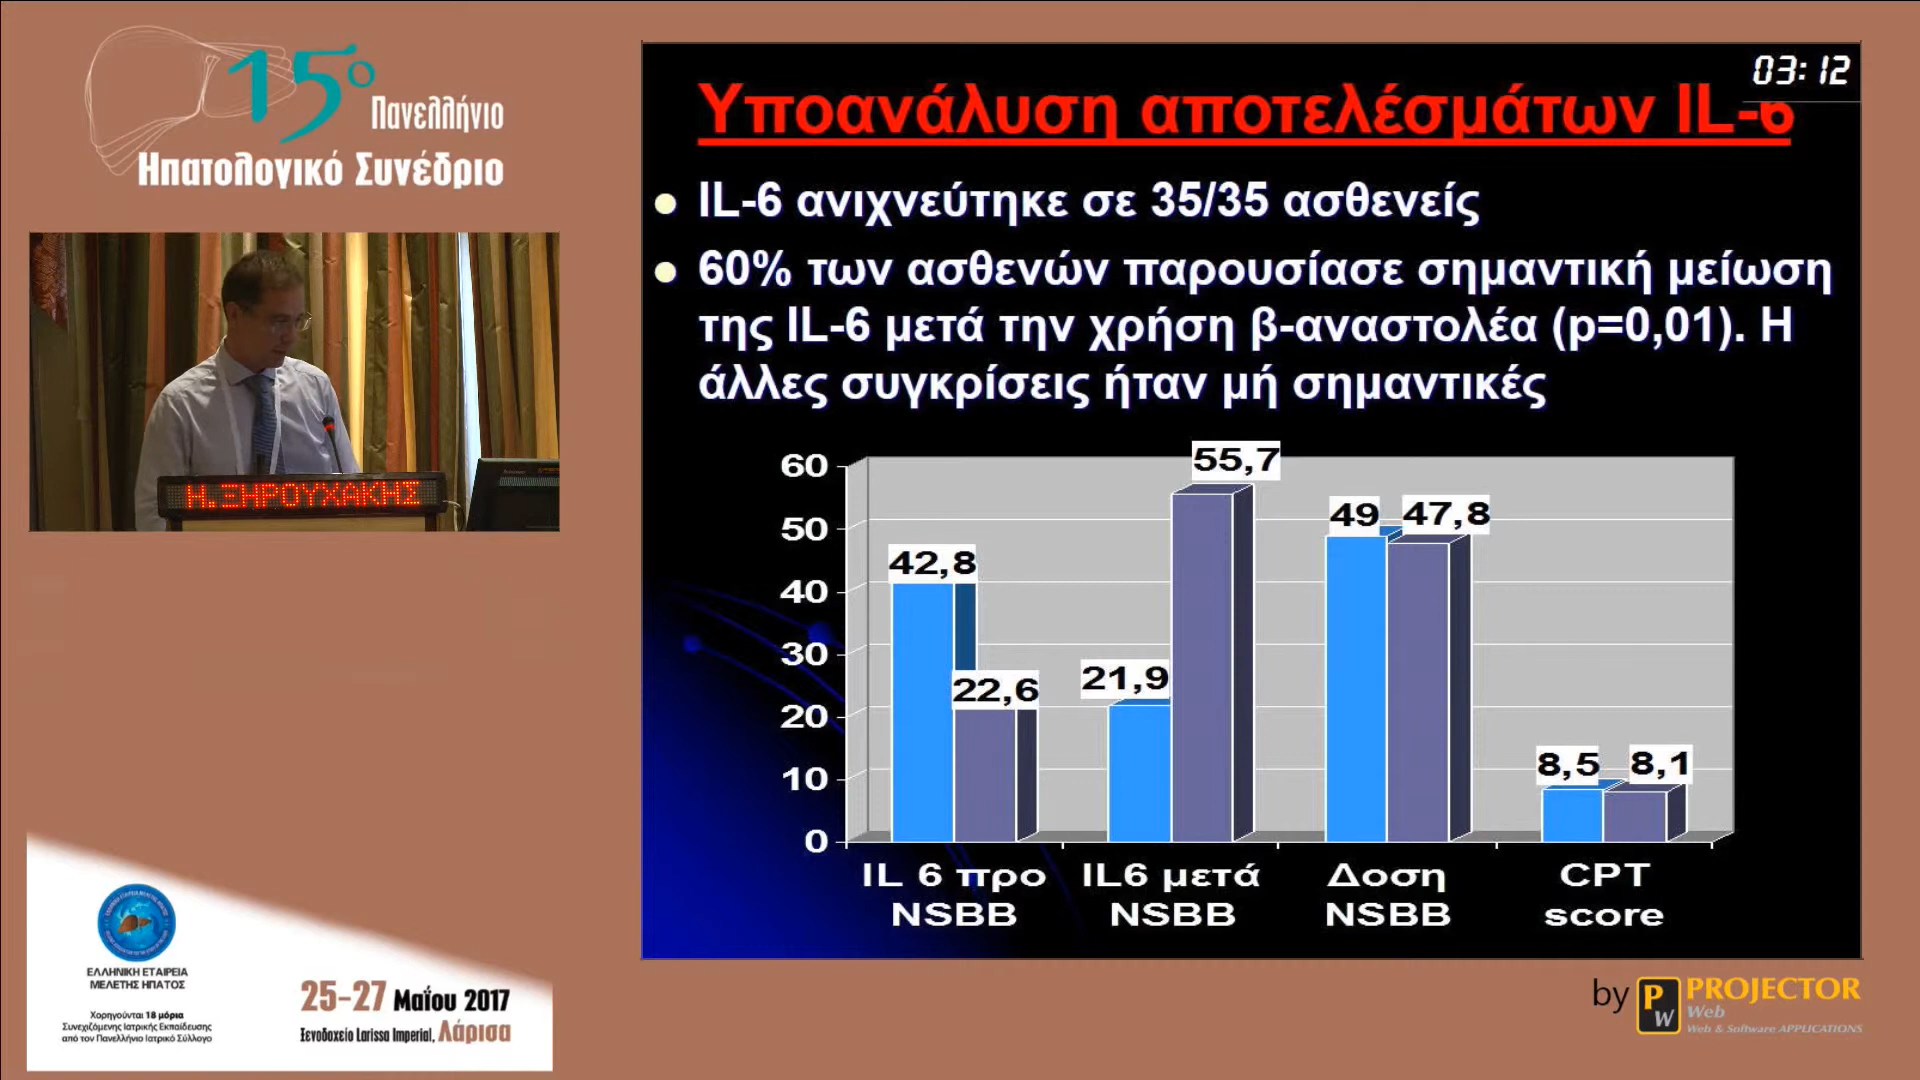 15ο
Πανελλήνιο
Ηπατολογικό Συνέδριο
Η.ΞΗΡΟΥΧΑΚΗΣ
ΕΛΛΗΝΙΚΗ ΕΤΑΙΡΕΙΑ
ΜΕΛΕΤΗΣ ΗΠΑΤΟΣ
Χορηγούνται 18 μόρια
Συνεχιζόμενης Ιατρικής Εκπαίδευσης
από τον Πανελλήνιο Ιατρικό Σύλλογο
25-27 Μαΐου 2017
Ξενοδοχείο Larissa Imperial, Λάρισα
03:12
Υποανάλυση αποτελέσμάτων IL-6
IL-6 ανιχνεύτηκε σε 35/35 ασθενείς
60% των ασθενών παρουσίασε σημαντική μείωση
της IL-6 μετά την χρήση β-αναστολέα (p=0,01). Η
άλλες συγκρίσεις ήταν μή σημαντικές
60
50
40
30
20
10
0
42,8
22,6
21,9
55,7
49
47,8
8,5
8,1
IL 6 προ
NSBB
IL6 μετά
NSBB
Δοση
NSBB
CPT
score
by PW PROJECTOR
Web
Web & Software APPLICATIONS